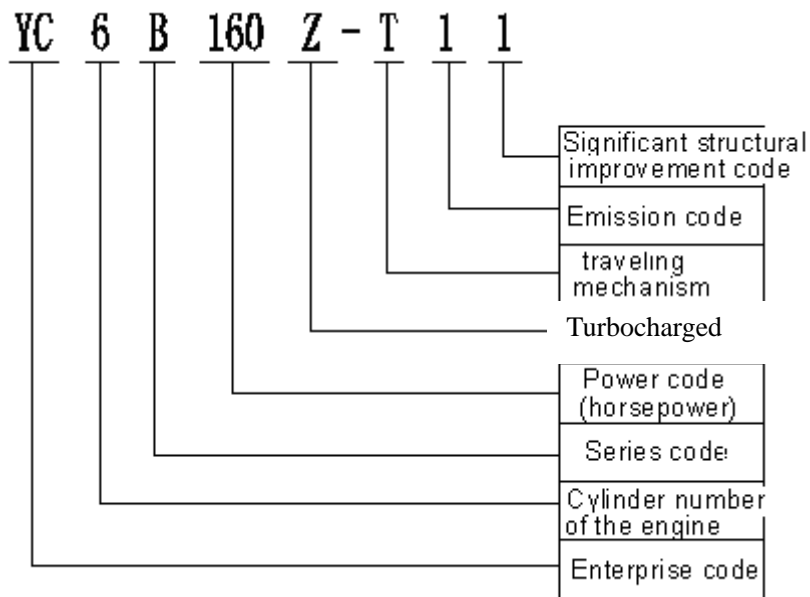 YC 6 B 160 Z - T 1 1
Significant structural
improvement code
Emission code
traveling
mechanism
Turbocharged
Power code
(horsepower)
Series code
Cylinder number
of the engine
Enterprise code